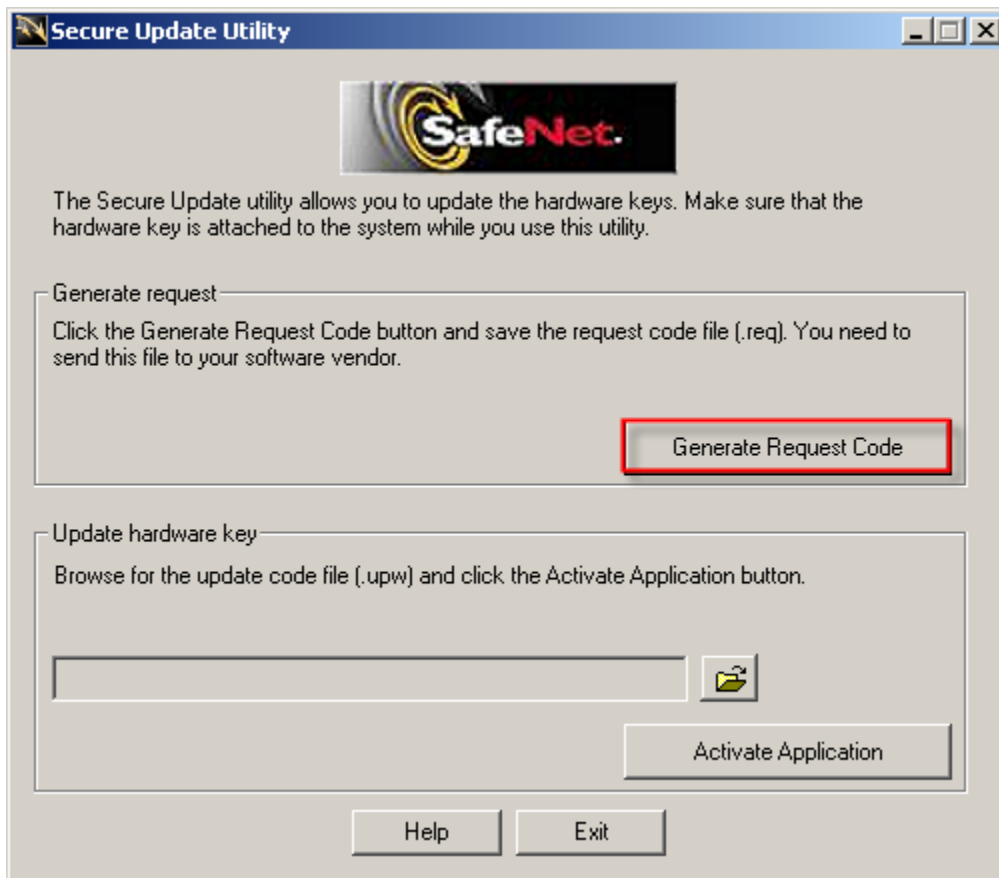 Secure Update Utility
SafeNet.
The Secure Update utility allows you to update the hardware keys. Make sure that the
hardware key is attached to the system while you use this utility.
Generate request
Click the Generate Request Code button and save the request code file (.req). You need to
send this file to your software vendor.
Generate Request Code
Update hardware key
Browse for the update code file (.upw) and click the Activate Application button.
Activate Application
Help Exit